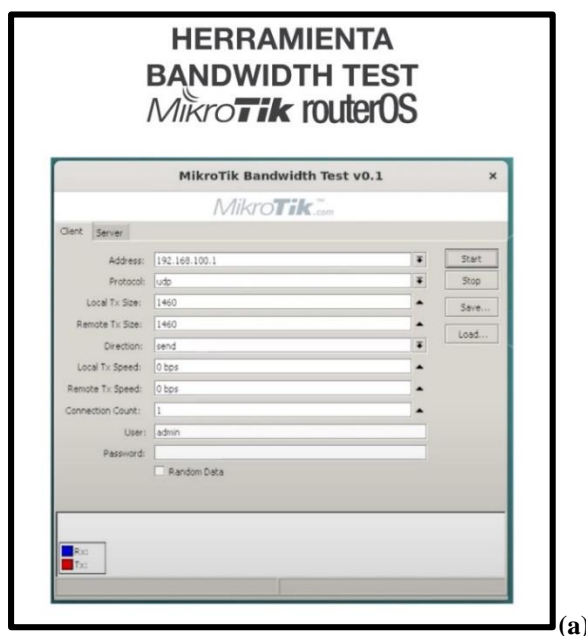 HERRAMIENTA
BANDWIDTH TEST
MikroTik routerOS
MikroTik Bandwidth Test v0.1 ×
MikroTik.com
Client Server
Address: 192.168.100.1 Start
Protocol: udp Stop
Local Tx Size: 1460 Save...
Remote Tx Size: 1460 Load...
Direction: send
Local Tx Speed: 0 bps
Remote Tx Speed: 0 bps
Connection Count: 1
User: admin
Password:
Random Data
Rx:
Tx:
(a)